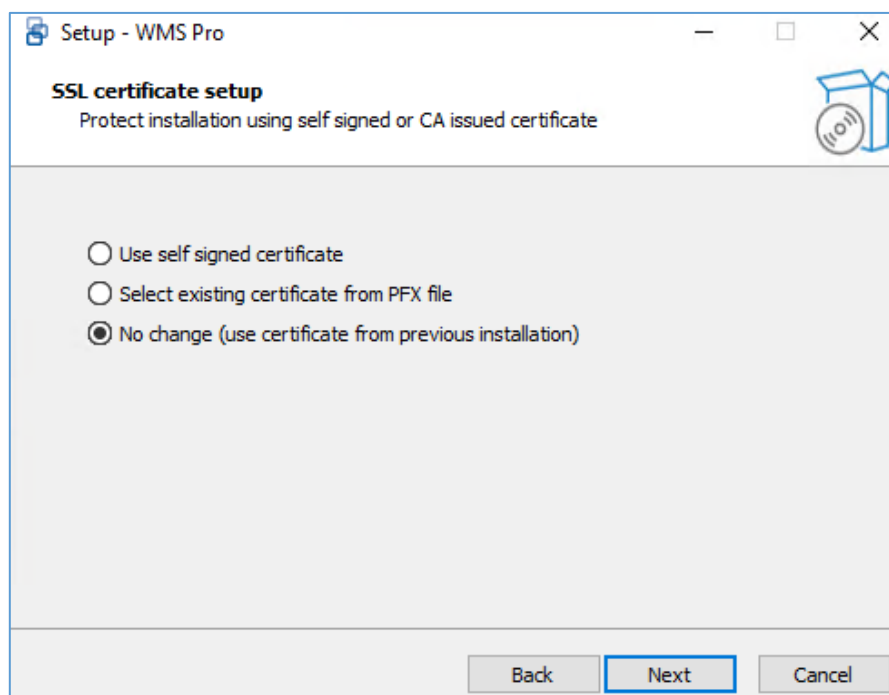 Setup - WMS Pro
SSL certificate setup
Protect installation using self signed or CA issued certificate
Use self signed certificate
Select existing certificate from PFX file
No change (use certificate from previous installation)
Back Next Cancel